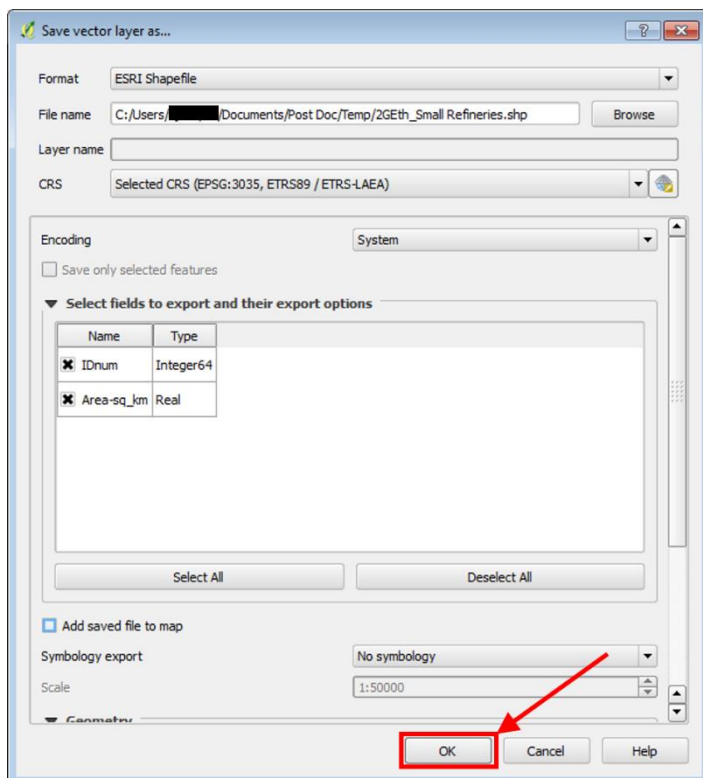 Save vector layer as...
Format ESRI Shapefile
File name C:/Users/ /Documents/Post Doc/Temp/2GEth_Small Refineries.shp Browse
Layer name
CRS Selected CRS (EPSG:3035, ETRS89 / ETRS-LAEA)
Encoding System
Save only selected features
Select fields to export and their export options
Name Type
IDnum Integer64
Area-sq_km Real
Select All Deselect All
Add saved file to map
Symbology export No symbology
Scale 1:50000
Geometry
OK Cancel Help